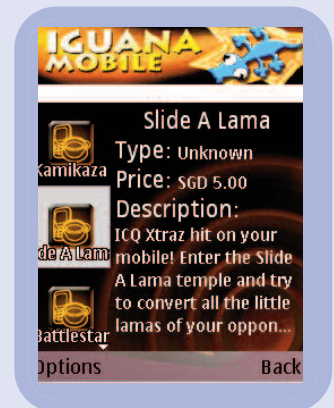 IGUANA
MOBILE
Kamikaza
de A Lam
Battlestar
Slide A Lama
Type: Unknown
Price: SGD 5.00
Description:
ICQ Xtraz hit on your
mobile! Enter the Slide
A Lama temple and try
to convert all the little
lamas of your oppon...
Options
Back